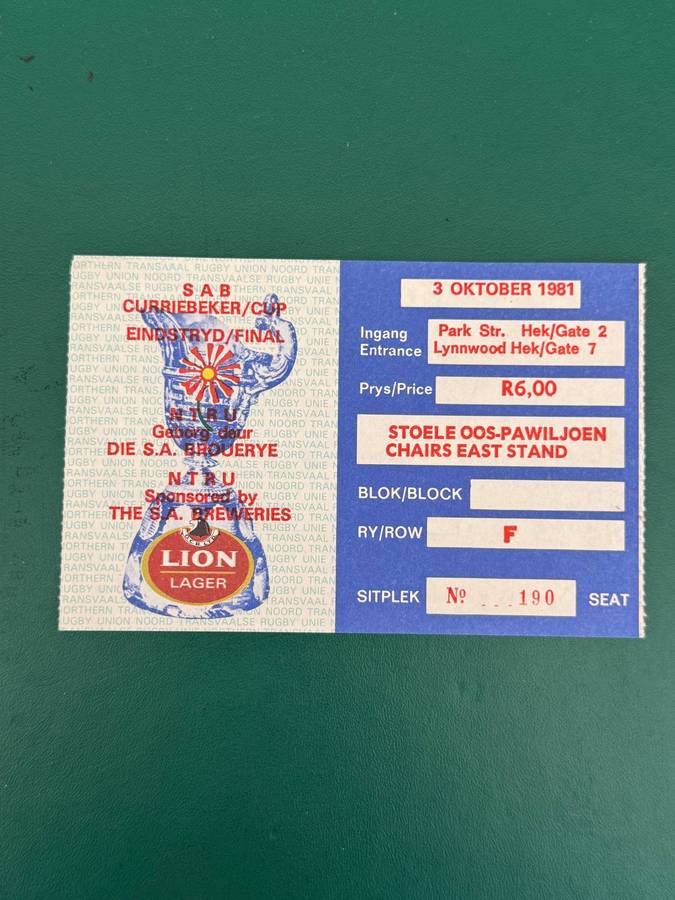 S A B
CURRIEBEKER/CUP
EINDSTRYD/FINAL
N T R U
Geborg deur
DIE S.A. BROUERYE
N T R U
Sponsored by
THE S.A. BREWERIES
LION
LAGER
3 OKTOBER 1981
Ingang Park Str. Hek/Gate 2
Entrance Lynnwood Hek/Gate 7
Prys/Price R6,00
STOELE OOS-PAWILJOEN
CHAIRS EAST STAND
BLOK/BLOCK
RY/ROW F
SITPLEK Nº 190 SEAT